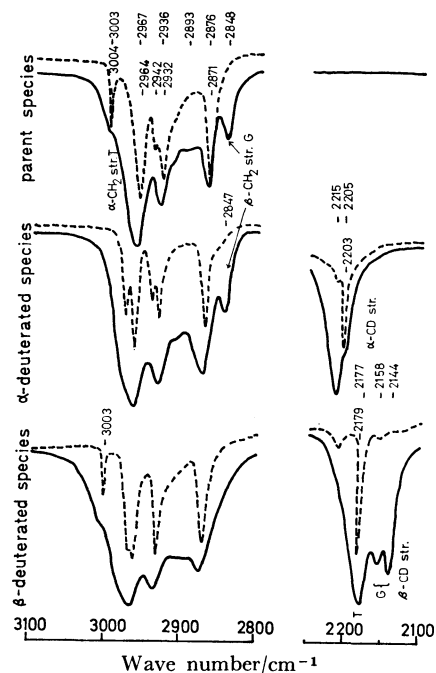 -3004-3003
-2967
-2964
-2942
-2936
-2932
-2893
-2876
-2871
-2848
parent species
α-CH2 str. T
G
β-CH2 str.
-2847
α-deuterated species
-2215
-2205
-2203
α-CD str.
-2177
-2158
-2144
β-deuterated species
-3003
-2179
T
G{
β-CD str.
3100
3000
2900
2800
2200
2100
Wave number/cm⁻¹